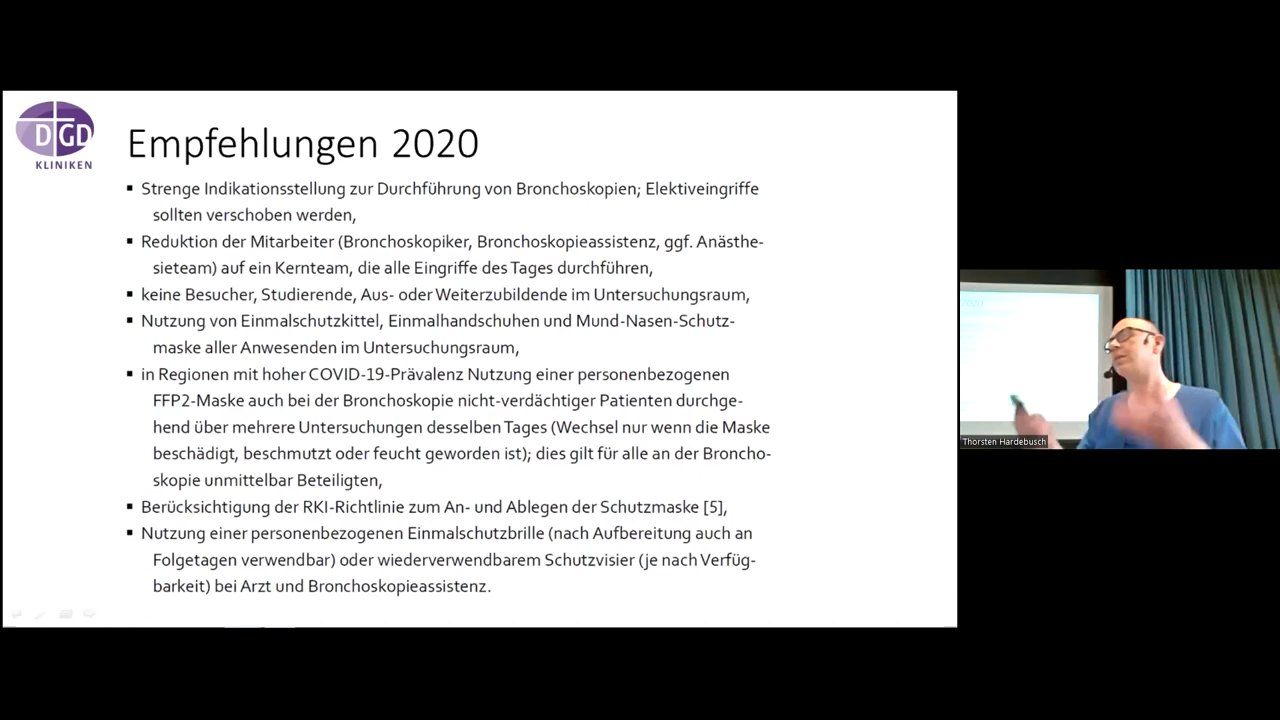 DGD
KLINIKEN
Empfehlungen 2020
▪ Strenge Indikationsstellung zur Durchführung von Bronchoskopien; Elektiveingriffe
sollten verschoben werden,
▪ Reduktion der Mitarbeiter (Bronchoskopiker, Bronchoskopieassistenz, ggf. Anästhe-
sieteam) auf ein Kernteam, die alle Eingriffe des Tages durchführen,
▪ keine Besucher, Studierende, Aus- oder Weiterzubildende im Untersuchungsraum,
▪ Nutzung von Einmalschutzkittel, Einmalhandschuhen und Mund-Nasen-Schutz-
maske aller Anwesenden im Untersuchungsraum,
▪ in Regionen mit hoher COVID-19-Prävalenz Nutzung einer personenbezogenen
FFP2-Maske auch bei der Bronchoskopie nicht-verdächtiger Patienten durchge-
hend über mehrere Untersuchungen desselben Tages (Wechsel nur wenn die Maske
beschädigt, beschmutzt oder feucht geworden ist); dies gilt für alle an der Broncho-
skopie unmittelbar Beteiligten,
▪ Berücksichtigung der RKI-Richtlinie zum An- und Ablegen der Schutzmaske [5],
▪ Nutzung einer personenbezogenen Einmalschutzbrille (nach Aufbereitung auch an
Folgetagen verwendbar) oder wiederverwendbarem Schutzvisier (je nach Verfüg-
barkeit) bei Arzt und Bronchoskopieassistenz.
Thorsten Hardebusch